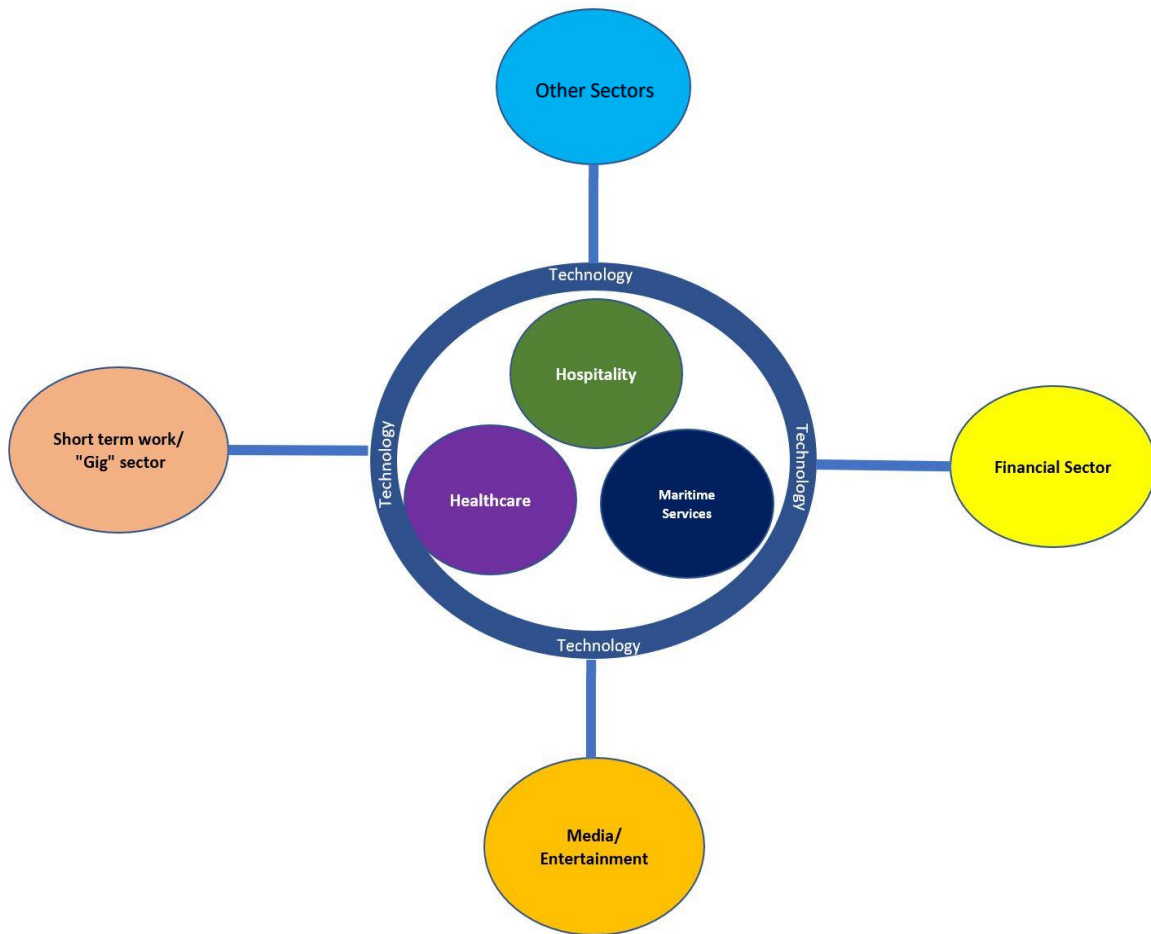 Other Sectors
Technology
Hospitality
Short term work/
"Gig" sector
Technology
Technology
Financial Sector
Healthcare
Maritime
Services
Technology
Media/
Entertainment